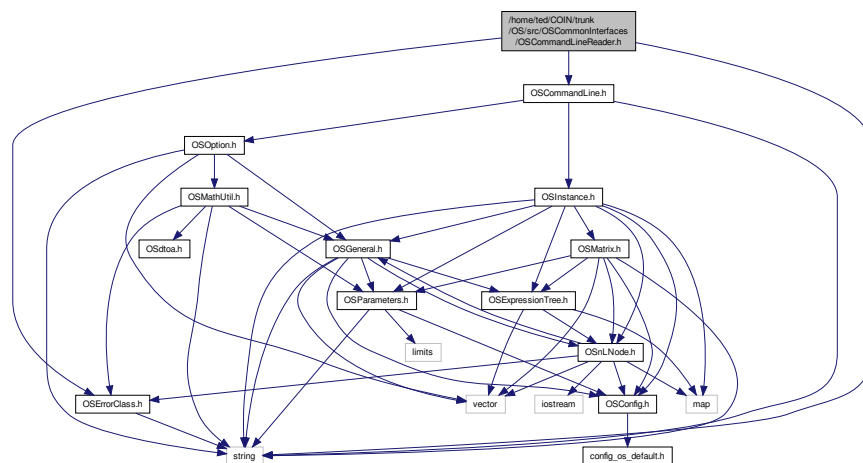 /home/ted/COIN/trunk
/OS/src/OSCommonInterfaces
/OSCommandLineReader.h
OSCommandLine.h
OSOption.h
OSMathUtil.h
OSInstance.h
OSdtoa.h
OSGeneral.h
OSMatrix.h
OSParameters.h
OSExpressionTree.h
limits
OSnLNode.h
OSErrorClass.h
vector
iostream
OSConfig.h
map
string
config_os_default.h